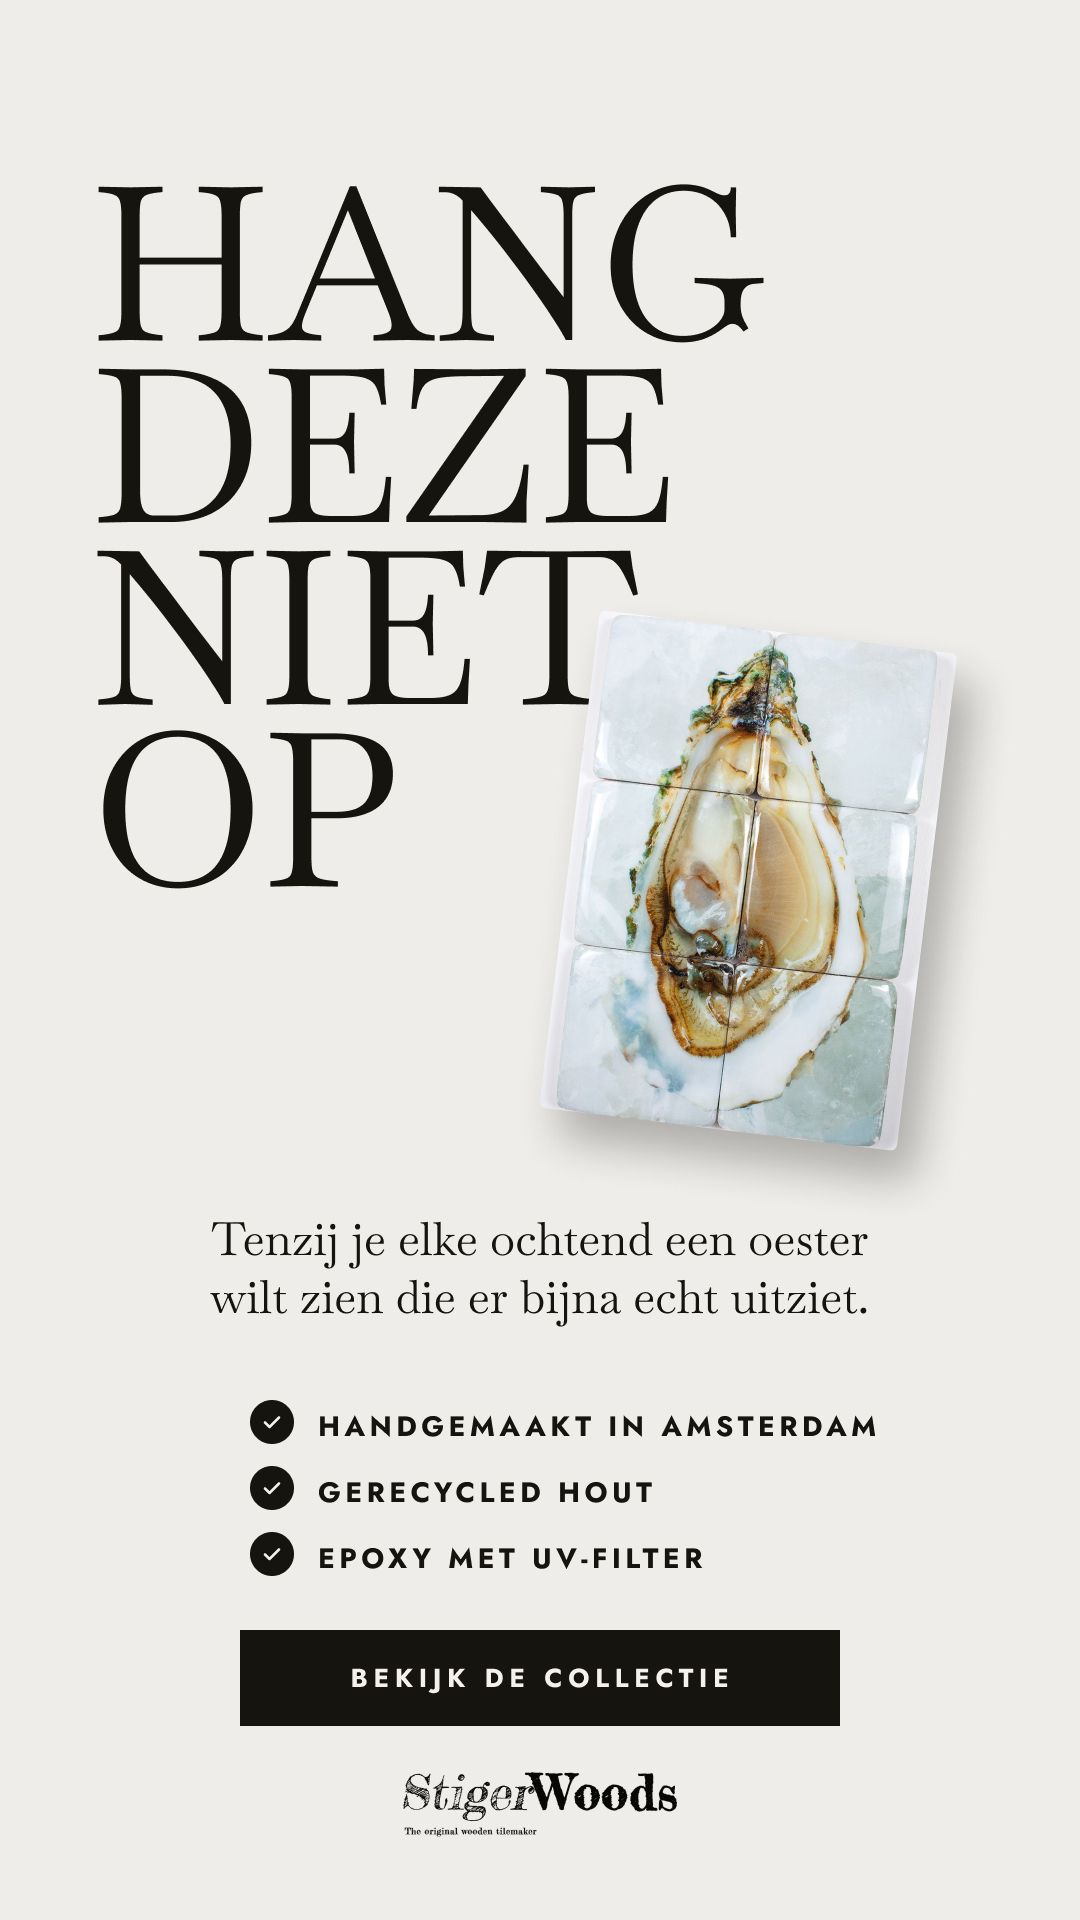 HANG
DEZE
NIET
OP
Tenzij je elke ochtend een oester
wilt zien die er bijna echt uitziet.
HANDGEMAAKT IN AMSTERDAM
GERECYCLED HOUT
EPOXY MET UV-FILTER
BEKIJK DE COLLECTIE
StigerWoods
The original wooden tilemaker